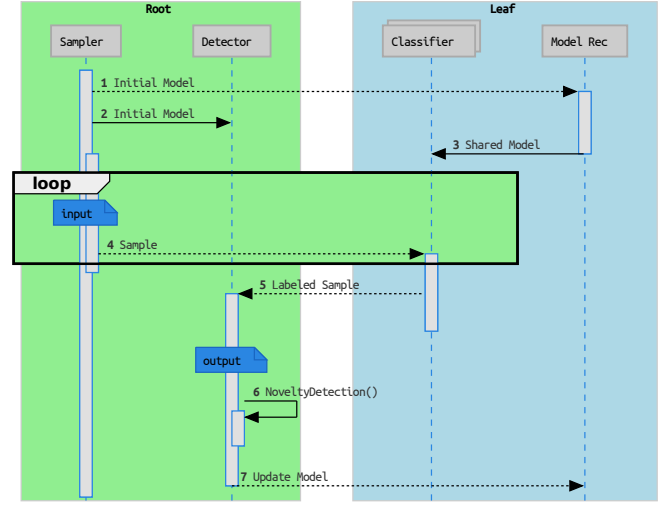 Root
Leaf
Sampler
Detector
Classifier
Model Rec
1 Initial Model
2 Initial Model
3 Shared Model
loop
input
4 Sample
5 Labeled Sample
output
6 NoveltyDetection()
7 Update Model